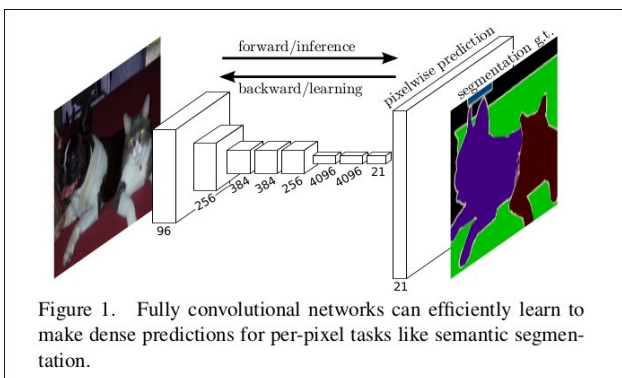 forward/inference
backward/learning
pixelwise prediction
segmentation g.t.
96
256
384
384
256
4096
4096
21
21
Figure 1. Fully convolutional networks can efficiently learn to
make dense predictions for per-pixel tasks like semantic segmen-
tation.